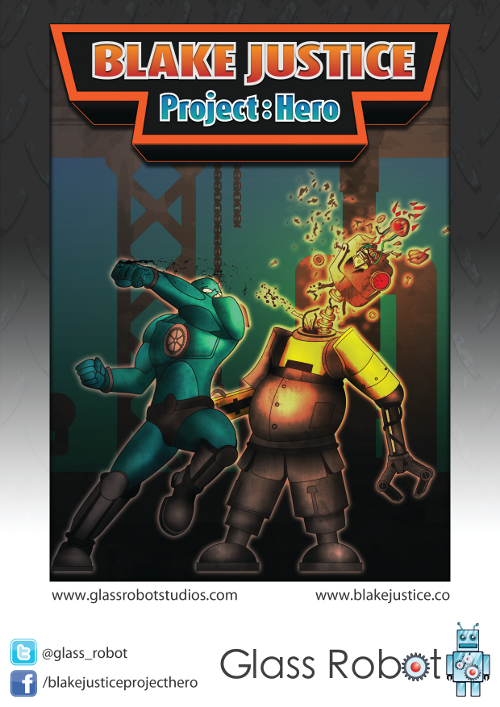 BLAKE JUSTICE
Project:Hero
www.glassrobotstudios.com
www.blakejustice.co
@glass_robot
/blakejusticeprojecthero
Glass Robot